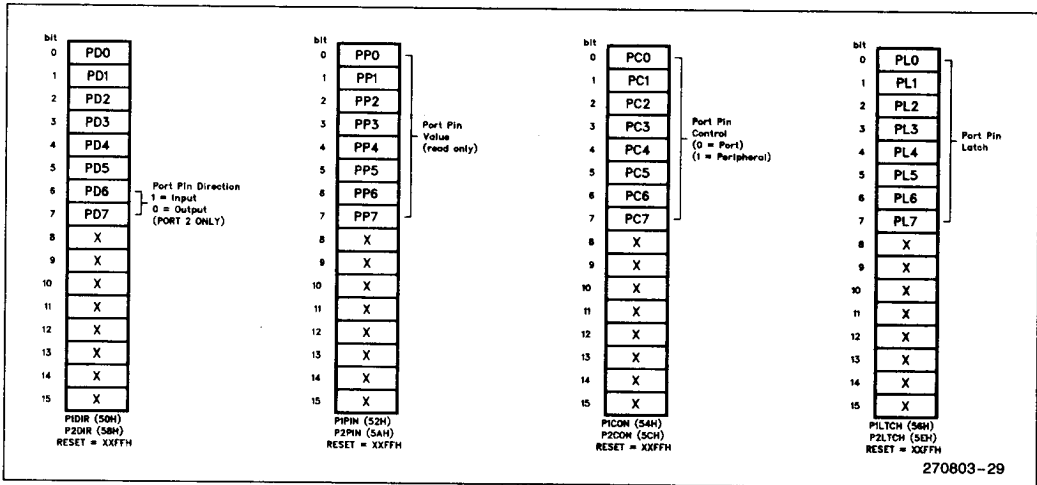 bit
0 PD0
1 PD1
2 PD2
3 PD3
4 PD4
5 PD5
6 PD6
7 PD7
8 X
9 X
10 X
11 X
12 X
13 X
14 X
15 X
Port Pin Direction
1 = Input
0 = Output
(PORT 2 ONLY)
P1DIR (50H)
P2DIR (58H)
RESET = XXFFH
bit
0 PP0
1 PP1
2 PP2
3 PP3
4 PP4
5 PP5
6 PP6
7 PP7
8 X
9 X
10 X
11 X
12 X
13 X
14 X
15 X
Port Pin
Value
(read only)
P1PIN (52H)
P2PIN (5AH)
RESET = XXFFH
bit
0 PC0
1 PC1
2 PC2
3 PC3
4 PC4
5 PC5
6 PC6
7 PC7
8 X
9 X
10 X
11 X
12 X
13 X
14 X
15 X
Port Pin
Control
(0 = Port)
(1 = Peripheral)
P1CON (54H)
P2CON (5CH)
RESET = XXFFH
bit
0 PL0
1 PL1
2 PL2
3 PL3
4 PL4
5 PL5
6 PL6
7 PL7
8 X
9 X
10 X
11 X
12 X
13 X
14 X
15 X
Port Pin
Latch
P1LTCH (56H)
P2LTCH (5EH)
RESET = XXFFH
270803-29